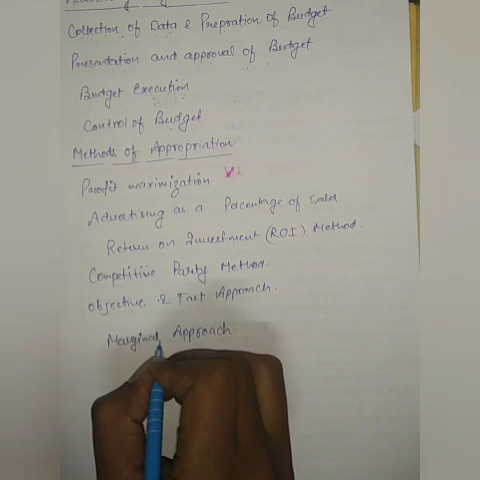 Collection of Data & Prepration of Budget
Presentation and approval of Budget
Budget Execution
Control of Budget
Methods of Appropriation
Profit maximization
Advertising as a Percentage of Sales.
Return on Investment (ROI) Method.
Competitive Parity Method.
Objective & Task Approach.
Marginal Approach